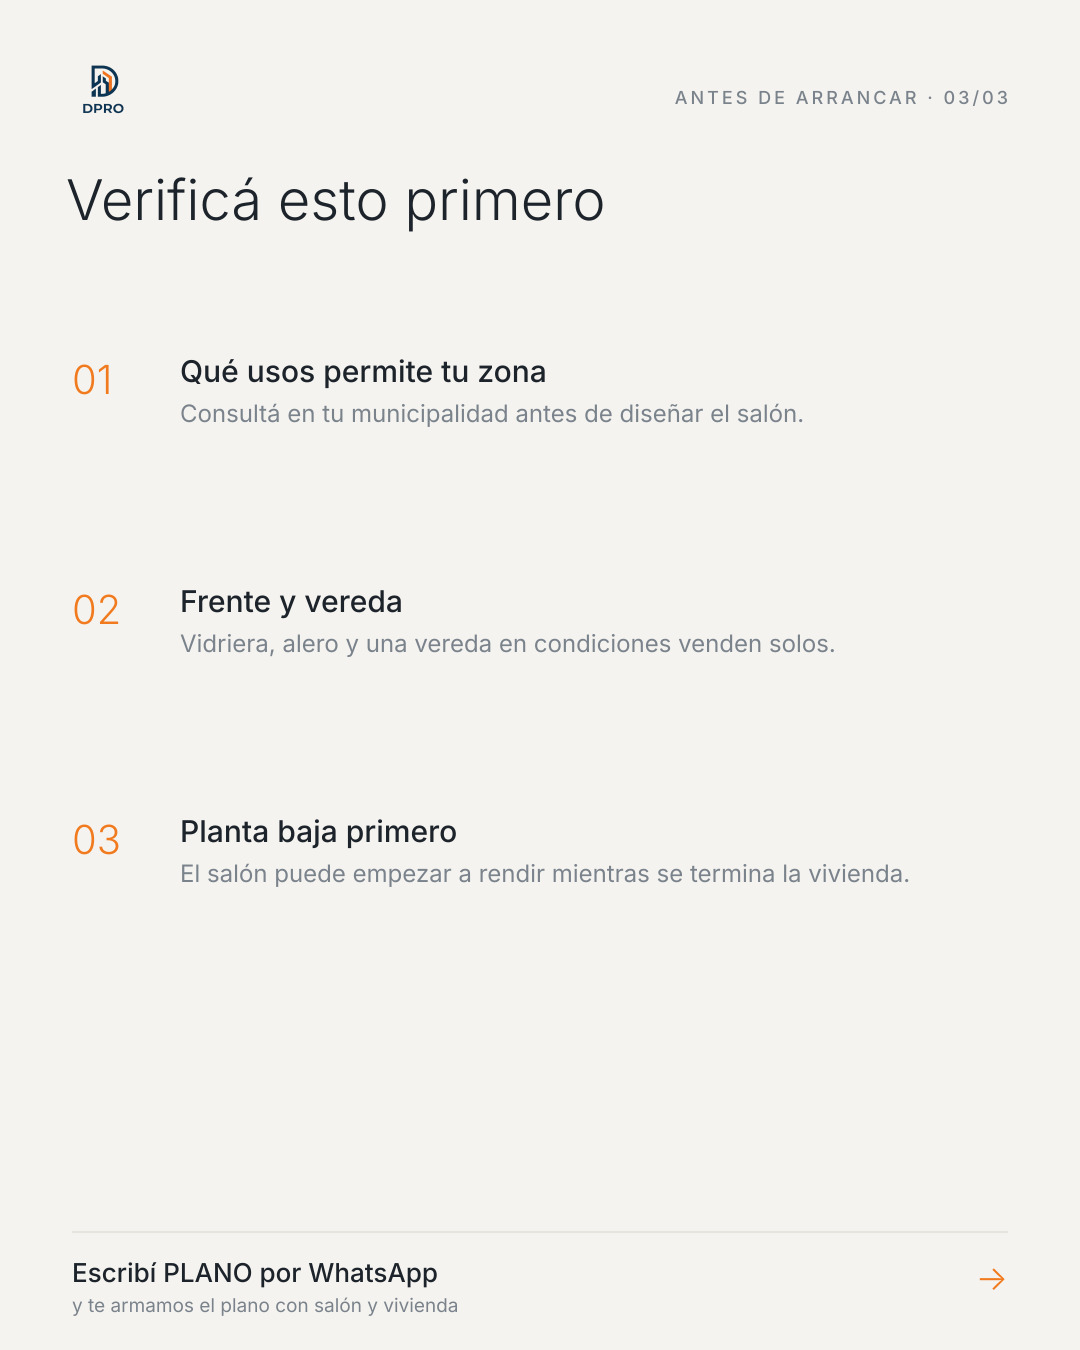 DPRO
ANTES DE ARRANCAR · 03/03
Verificá esto primero
01
Qué usos permite tu zona
Consultá en tu municipalidad antes de diseñar el salón.
02
Frente y vereda
Vidriera, alero y una vereda en condiciones venden solos.
03
Planta baja primero
El salón puede empezar a rendir mientras se termina la vivienda.
Escribí PLANO por WhatsApp
y te armamos el plano con salón y vivienda